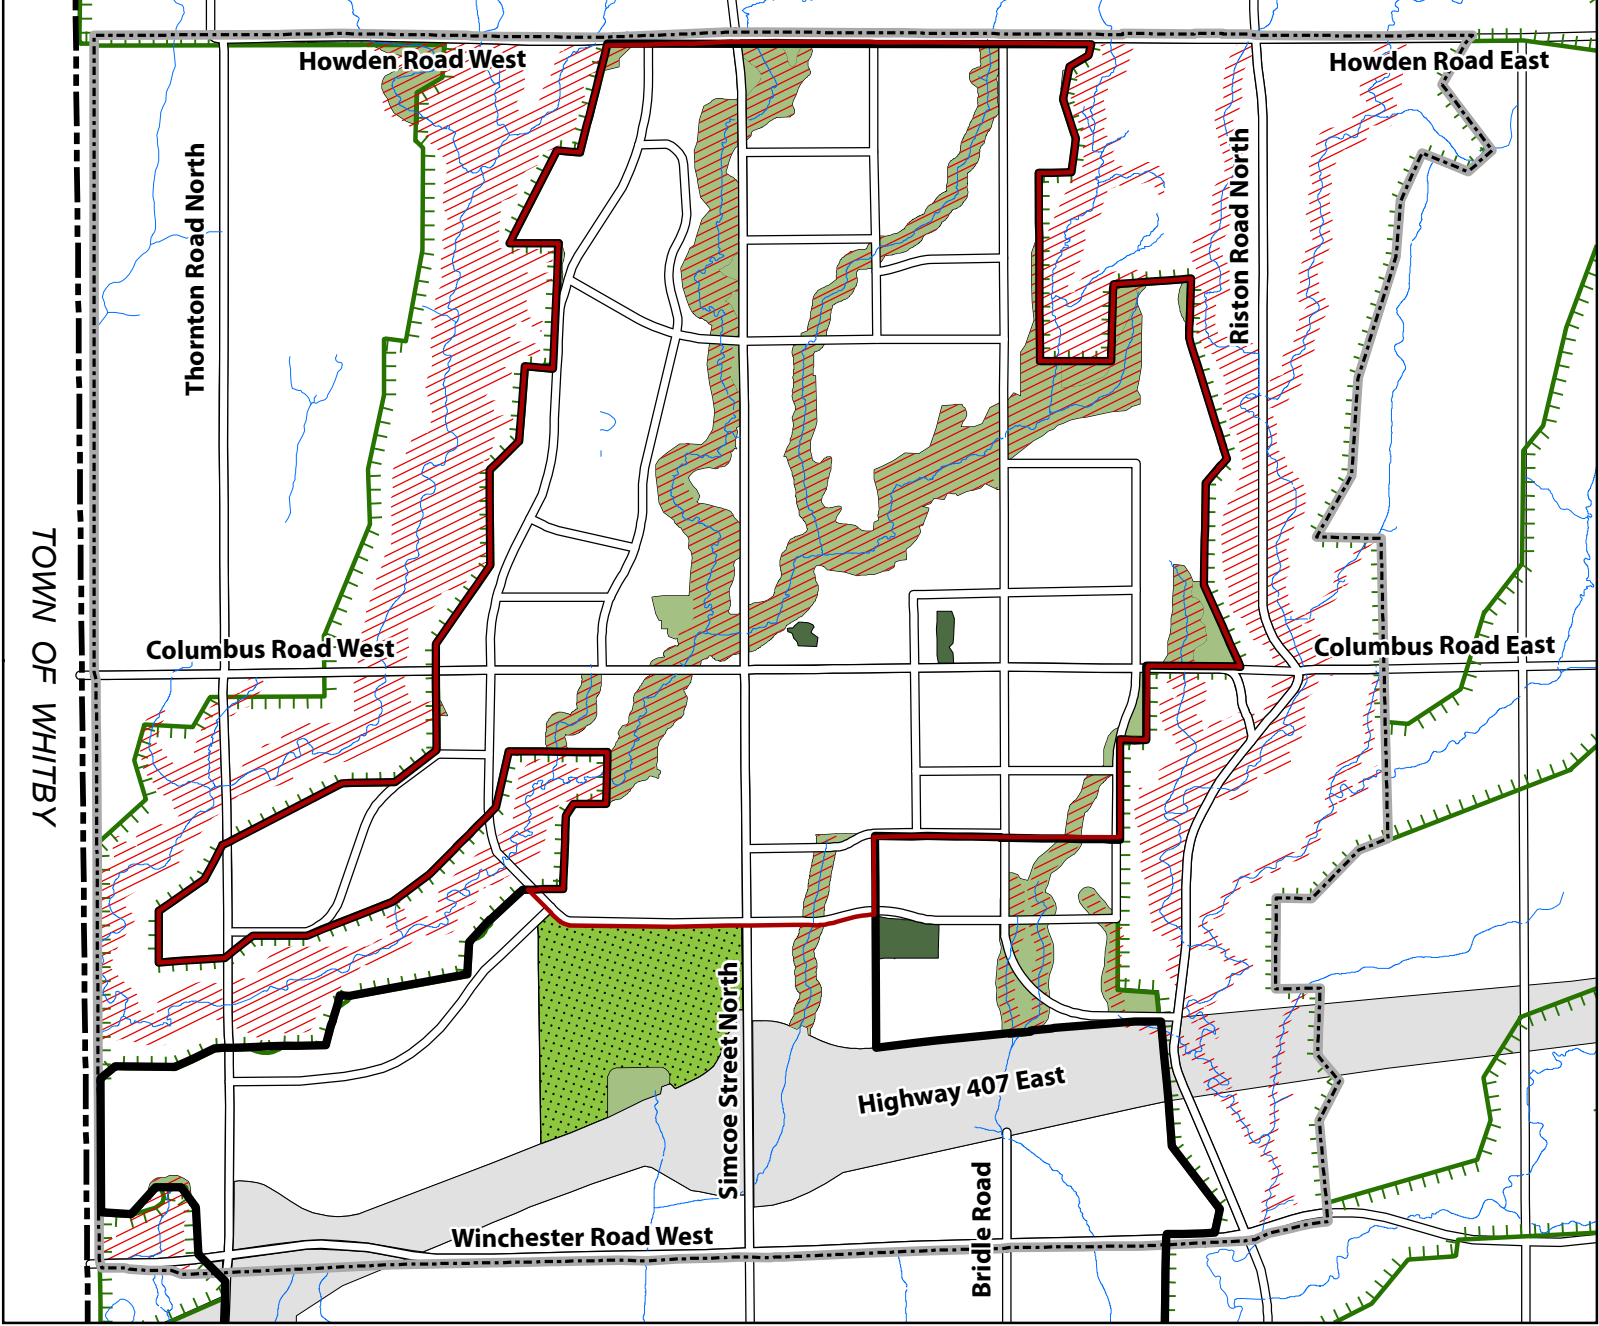 Howden Road West
Howden Road East
Thornton Road North
Riston Road North
TOWN OF WHITBY
Columbus Road West
Columbus Road East
Simcoe Street North
Highway 407 East
Bridle Road
Winchester Road West